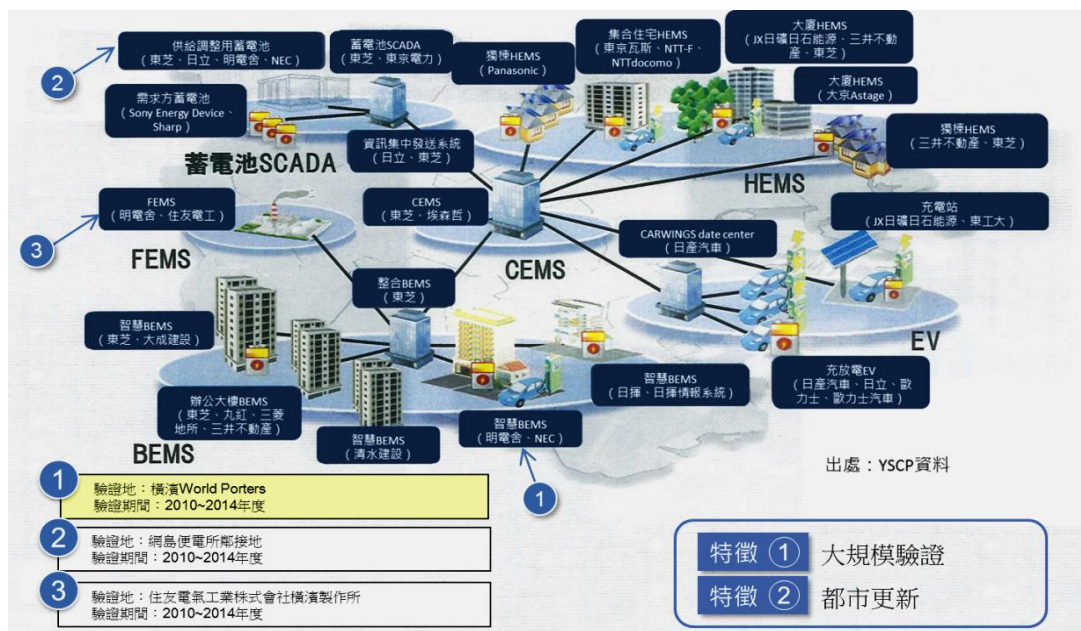 供給調整用蓄電池
（東芝、日立、明電舍、NEC）
蓄電池SCADA
（東芝、東京電力）
獨棟HEMS
（Panasonic）
集合住宅HEMS
（東京瓦斯、NTT-F、
NTTdocomo）
大廈HEMS
（JX日礦日石能源、三井不動
產、東芝）
2
需求方蓄電池
（Sony Energy Device、
Sharp）
大廈HEMS
（大京Astage）
資訊集中發送系統
（日立、東芝）
獨棟HEMS
（三井不動產、東芝）
蓄電池SCADA
HEMS
FEMS
（明電舍、住友電工）
CEMS
（東芝、埃森哲）
充電站
（JX日礦日石能源、東工大）
3
CARWINGS date center
（日產汽車）
FEMS
CEMS
整合BEMS
（東芝）
智慧BEMS
（東芝、大成建設）
EV
辦公大樓BEMS
（東芝、丸紅、三菱
地所、三井不動產）
智慧BEMS
（日揮、日揮情報系統）
充放電EV
（日產汽車、日立、歐
力士、歐力士汽車）
智慧BEMS
（清水建設）
智慧BEMS
（明電舍、NEC）
BEMS
1
出處：YSCP資料
1
驗證地：橫濱World Porters
驗證期間：2010~2014年度
2
驗證地：網島便電所鄰接地
驗證期間：2010~2014年度
3
驗證地：住友電氣工業株式會社橫濱製作所
驗證期間：2010~2014年度
特徵 ① 大規模驗證
特徵 ② 都市更新